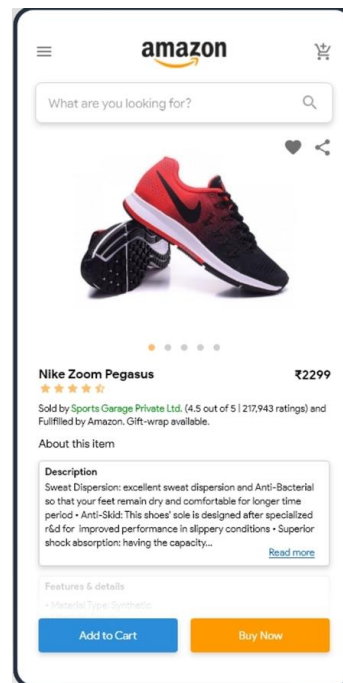 amazon
What are you looking for?
Nike Zoom Pegasus
₹2299
Sold by Sports Garage Private Ltd. (4.5 out of 5 | 217,943 ratings) and
Fullfilled by Amazon. Gift-wrap available.
About this item
Description
Sweat Dispersion: excellent sweat dispersion and Anti-Bacterial
so that your feet remain dry and comfortable for longer time
period • Anti-Skid: This shoes' sole is designed after specialized
r&d for improved performance in slippery conditions • Superior
shock absorption: having the capacity...
Read more
Features & details
• Material Type: Synthetic
Add to Cart
Buy Now